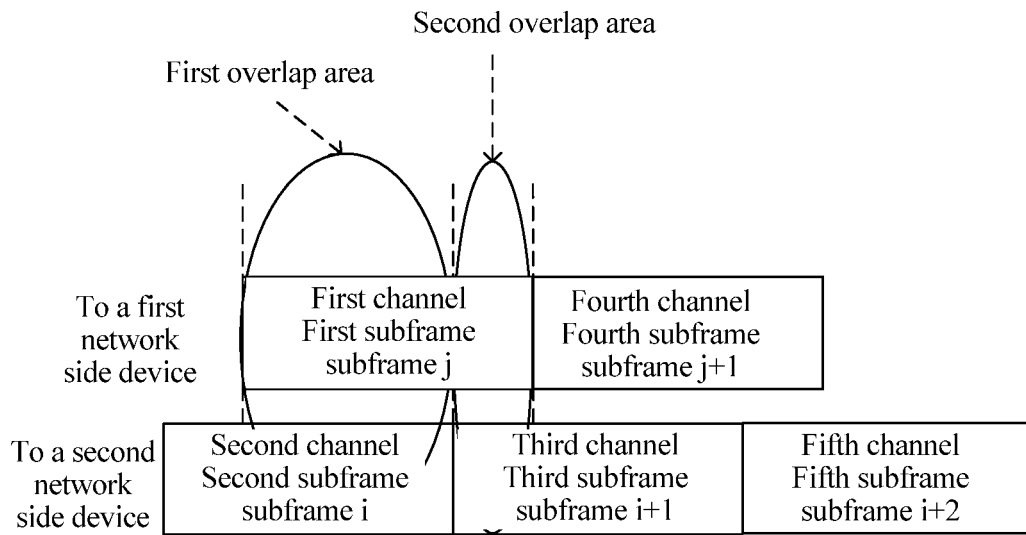 Second overlap area
First overlap area
To a first
network
side device
First channel
First subframe
subframe j
Fourth channel
Fourth subframe
subframe j+1
To a second
network
side device
Second channel
Second subframe
subframe i
Third channel
Third subframe
subframe i+1
Fifth channel
Fifth subframe
subframe i+2